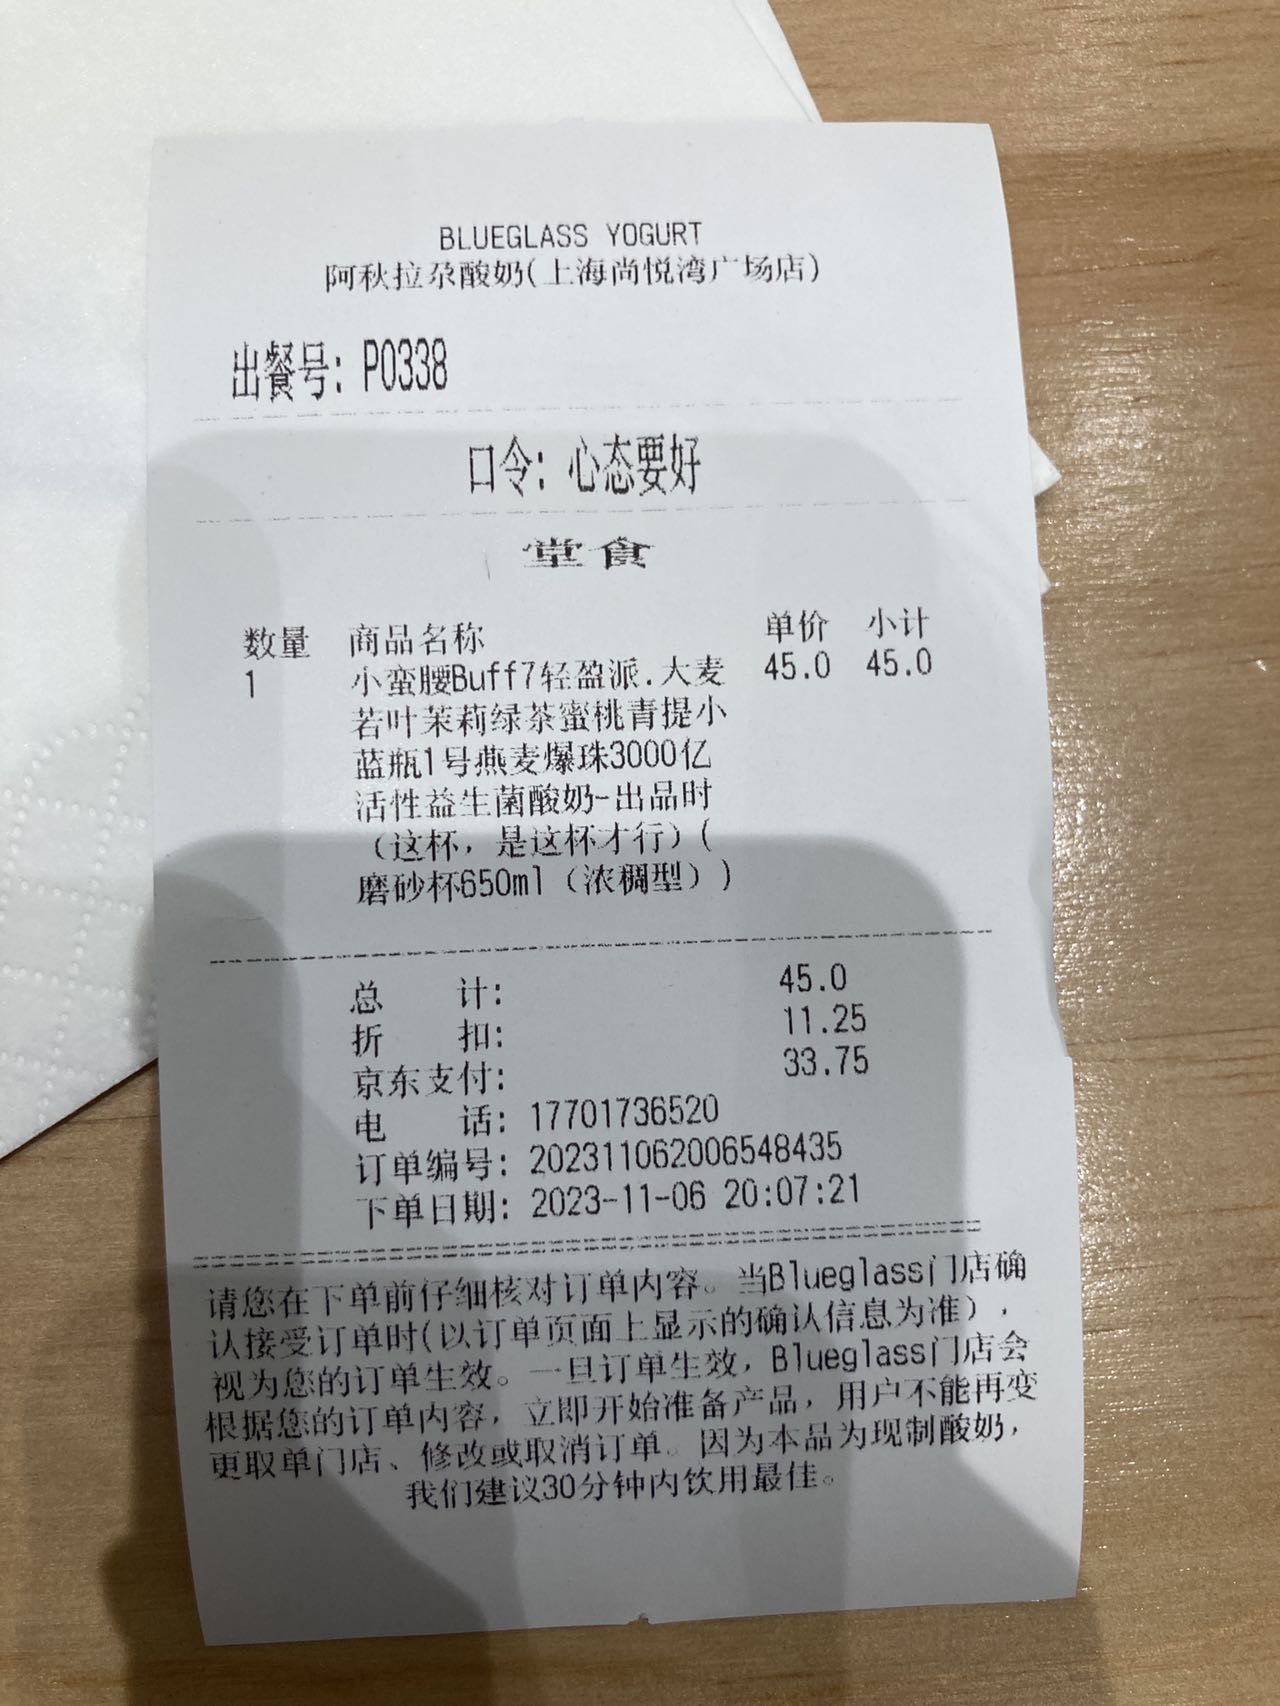 BLUEGLASS YOGURT
阿秋拉尕酸奶(上海尚悦湾广场店)
出餐号: P0338
口令: 心态要好
堂食
数量 商品名称 单价 小计
1 小蛮腰Buff7轻盈派.大麦 45.0 45.0
若叶茉莉绿茶蜜桃青提小
蓝瓶1号燕麦爆珠3000亿
活性益生菌酸奶-出品时
(这杯，是这杯才行) (
磨砂杯650ml (浓稠型) )
总 计: 45.0
折 扣: 11.25
京东支付: 33.75
电 话: 17701736520
订单编号: 202311062006548435
下单日期: 2023-11-06 20:07:21
请您在下单前仔细核对订单内容。当Blueglass门店确
认接受订单时(以订单页面上显示的确认信息为准)，
视为您的订单生效。一旦订单生效，Blueglass门店会
根据您的订单内容，立即开始准备产品，用户不能再变
更取单门店、修改或取消订单。因为本品为现制酸奶，
我们建议30分钟内饮用最佳。